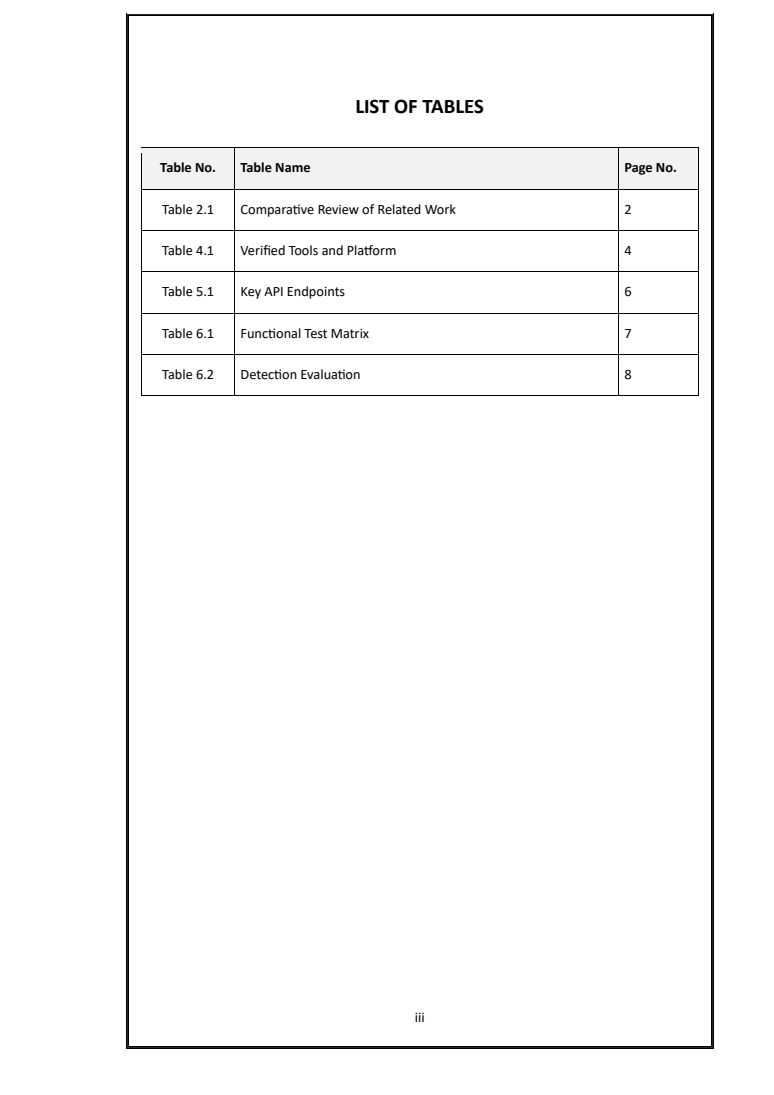 LIST OF TABLES
Table No. Table Name Page No.
Table 2.1 Comparative Review of Related Work 2
Table 4.1 Verified Tools and Platform 4
Table 5.1 Key API Endpoints 6
Table 6.1 Functional Test Matrix 7
Table 6.2 Detection Evaluation 8
iii